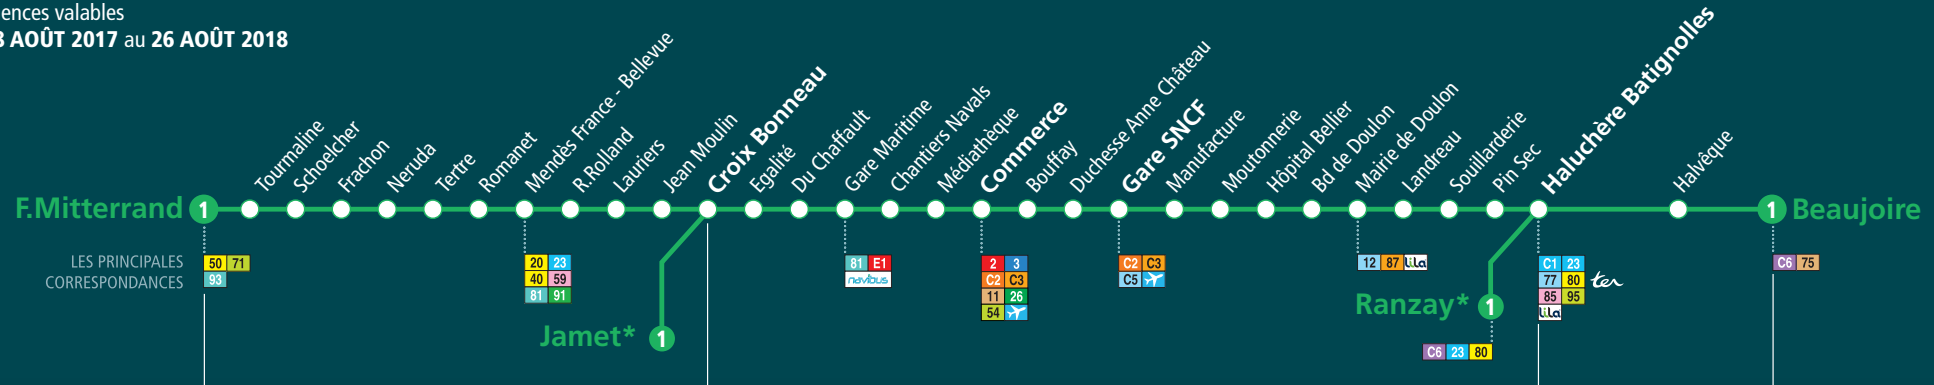 ences valables
AOÛT 2017 au 26 AOÛT 2018
F.Mitterrand 1
Tourmaline
Schoelcher
Frachon
Neruda
Tertre
Romanet
Mendès France - Bellevue
R.Rolland
Lauriers
Jean Moulin
Croix Bonneau
Egalité
Du Chaffault
Gare Maritime
Chantiers Navals
Médiathèque
Commerce
Bouffay
Duchesse Anne Château
Gare SNCF
Manufacture
Moutonnerie
Hôpital Bellier
Bd de Doulon
Mairie de Doulon
Landreau
Souillarderie
Pin Sec
Haluchère Batignolles
Halvêque
1 Beaujoire
LES PRINCIPALES
CORRESPONDANCES
50 71
93
20 23
40 59
81 91
81 E1
navibus
2 3
C2 C3
11 26
54
C2 C3
C5
12 87 Lila
C1 23
77 80 ter
85 95
Lila
C6 75
Jamet* 1
Ranzay* 1
C6 23 80